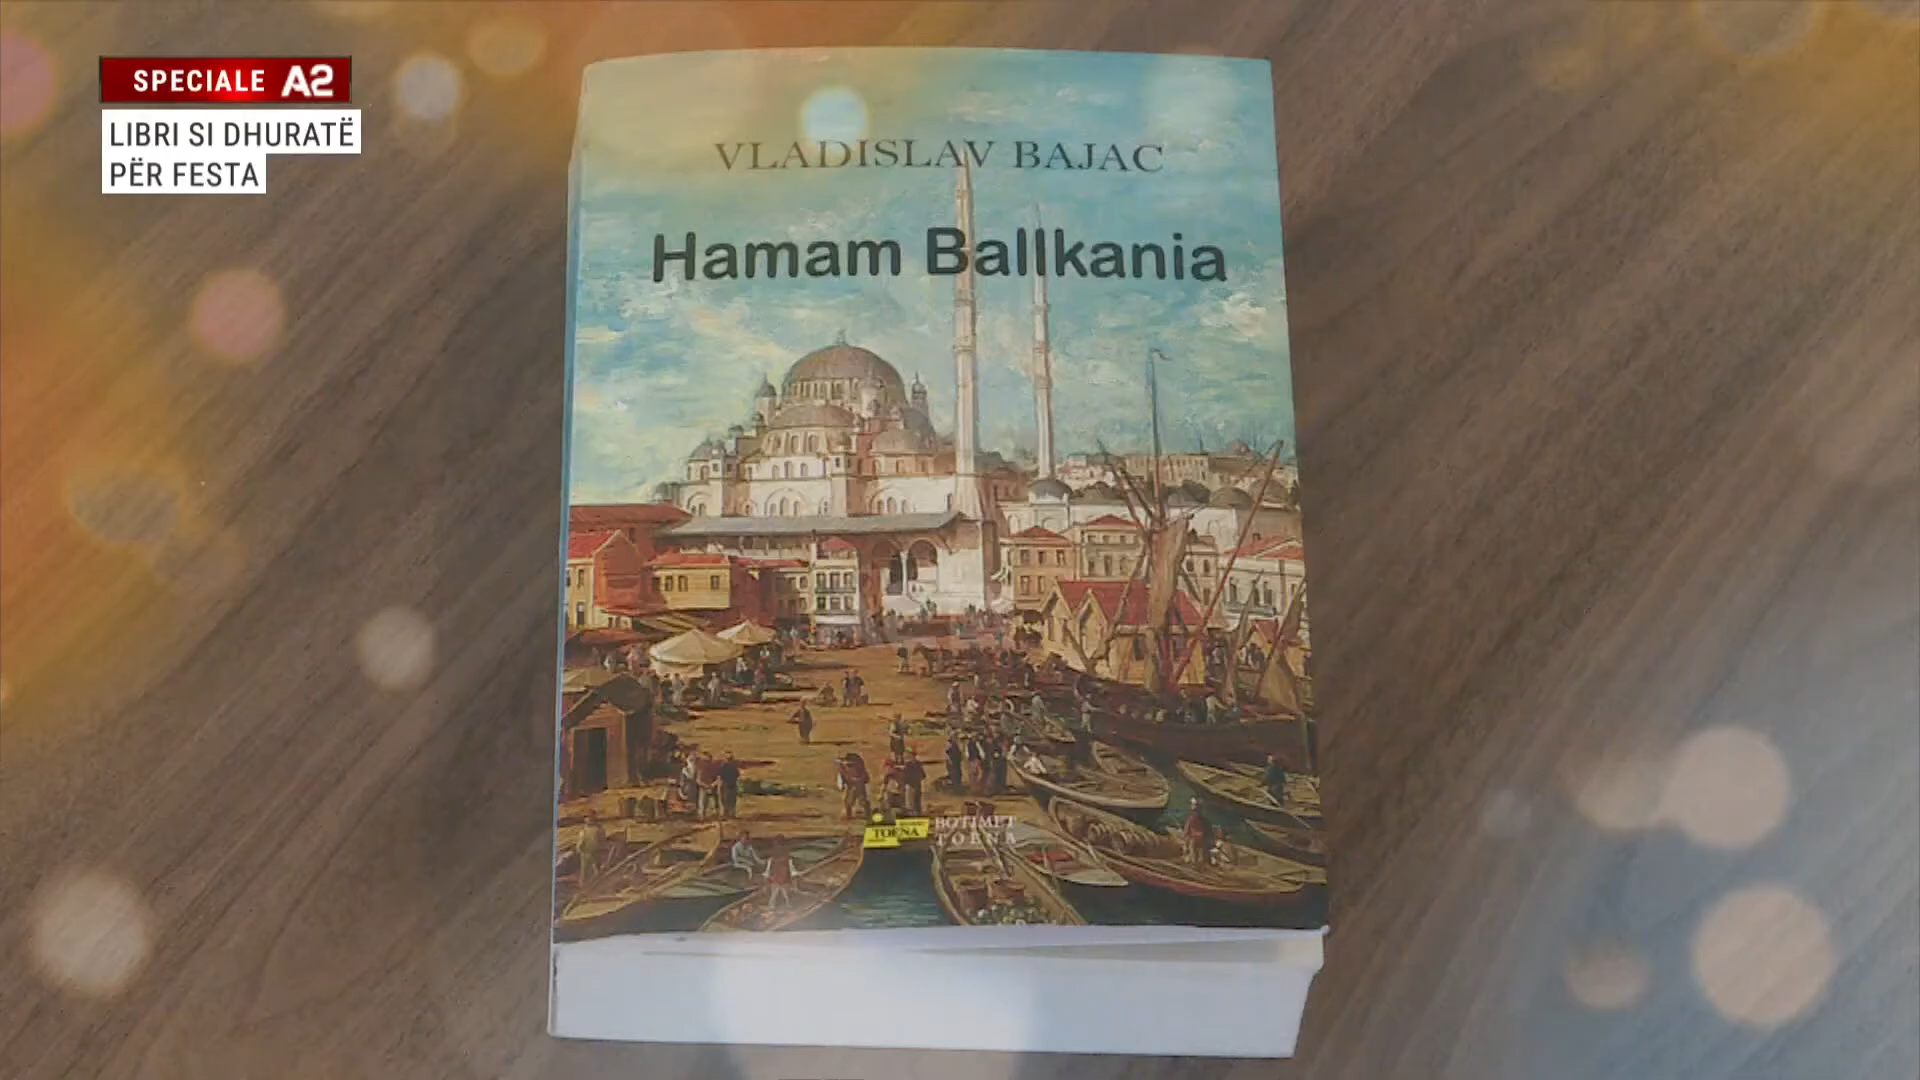 SPECIALE A2
LIBRI SI DHURATË
PËR FESTA
VLADISLAV BAJAC
Hamam Ballkania
TOENA
BOTIMET
TOENA